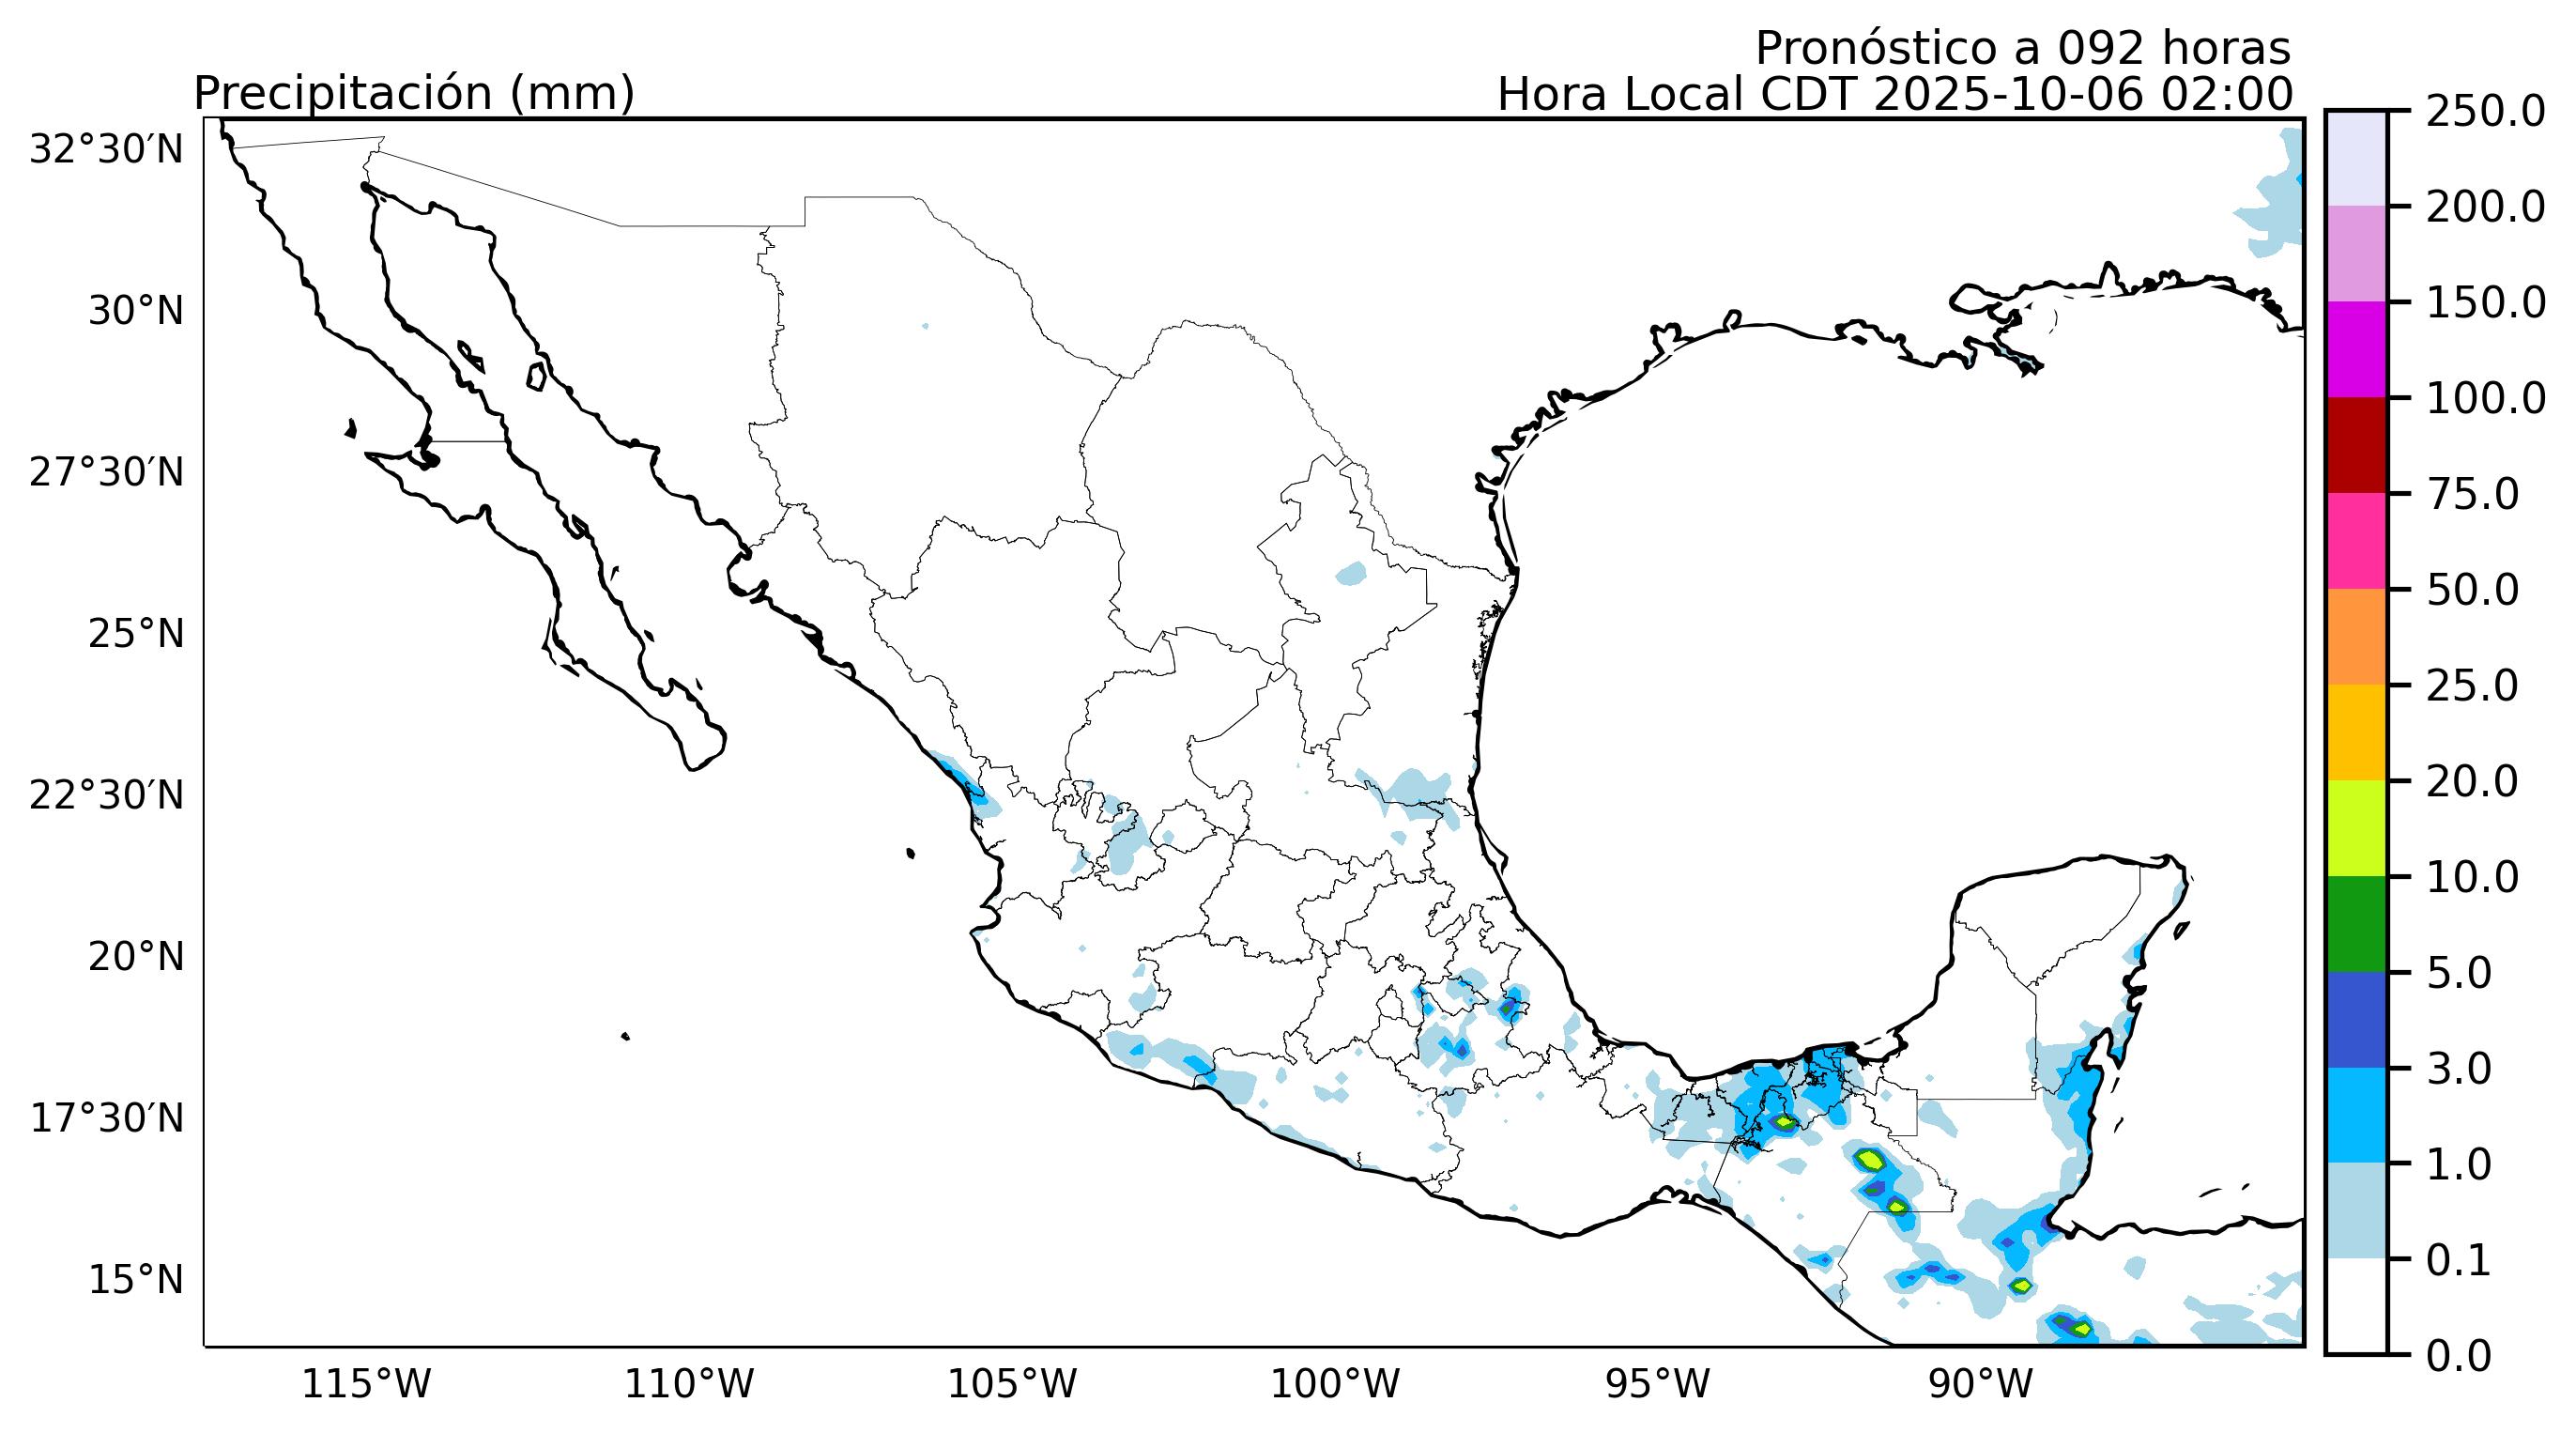 Pronóstico a 092 horas
Precipitación (mm)
Hora Local CDT 2025-10-06 02:00
32°30′N
30°N
27°30′N
25°N
22°30′N
20°N
17°30′N
15°N
115°W
110°W
105°W
100°W
95°W
90°W
250.0
200.0
150.0
100.0
75.0
50.0
25.0
20.0
10.0
5.0
3.0
1.0
0.1
0.0